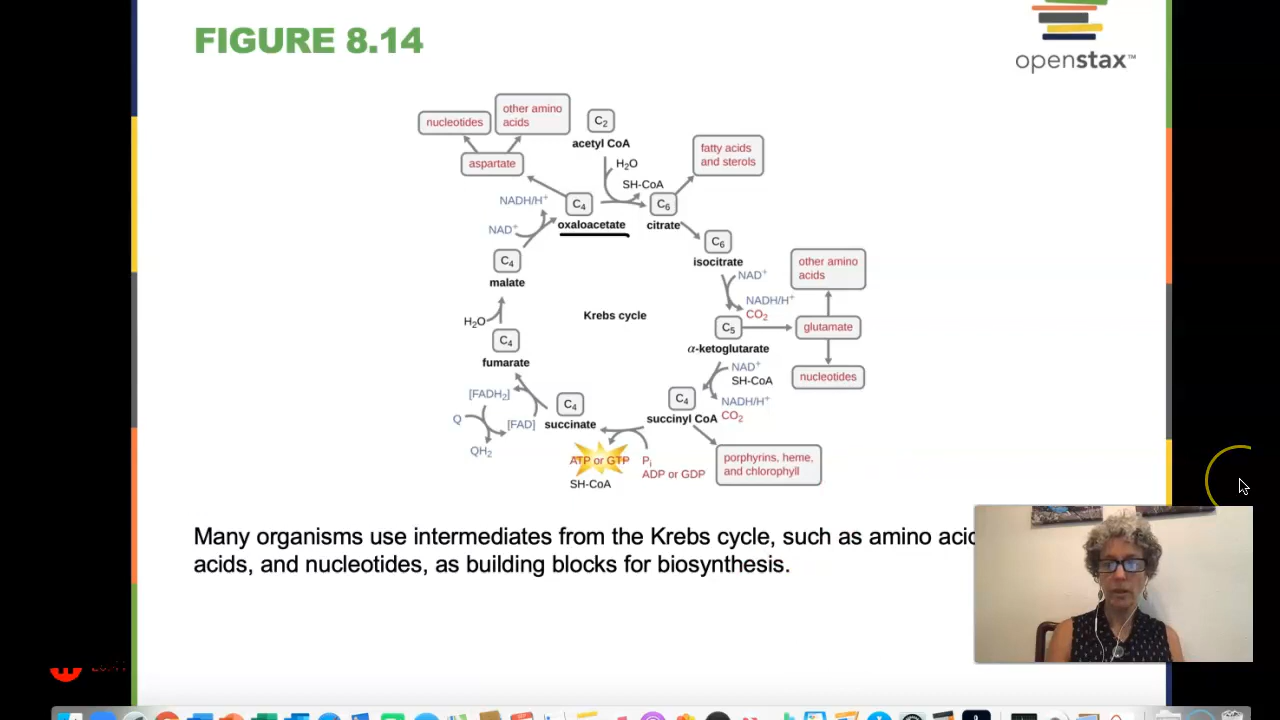 FIGURE 8.14
openstax™
nucleotides
other amino
acids
C2
acetyl CoA
fatty acids
and sterols
aspartate
H2O
SH-CoA
NADH/H+
C4
oxaloacetate
C6
citrate
NAD+
C6
isocitrate
C4
malate
NAD+
NADH/H+
CO2
other amino
acids
Krebs cycle
H2O
C5
α-ketoglutarate
glutamate
C4
fumarate
NAD+
SH-CoA
nucleotides
[FADH2]
Q
[FAD]
QH2
C4
succinate
C4
succinyl CoA
NADH/H+
CO2
ATP or GTP
SH-CoA
Pi
ADP or GDP
porphyrins, heme,
and chlorophyll
Many organisms use intermediates from the Krebs cycle, such as amino
acids, and nucleotides, as building blocks for biosynthesis.